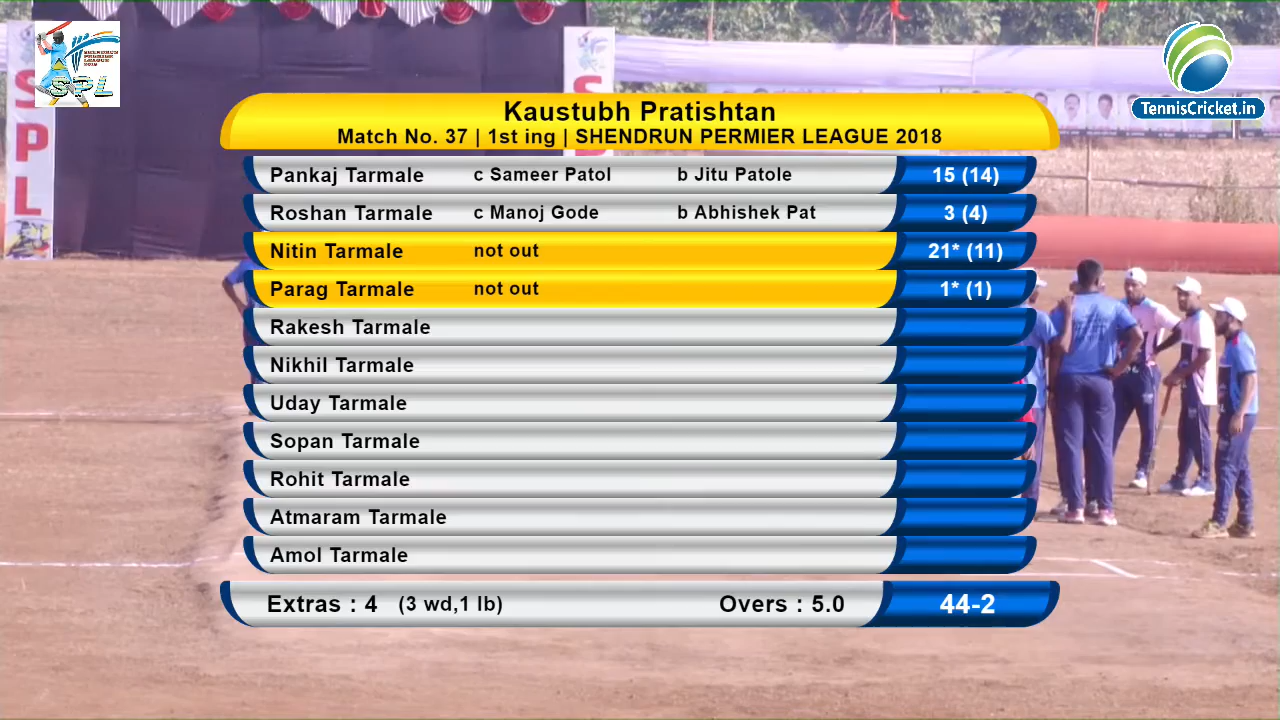 SPL
TennisCricket.in
Kaustubh Pratishtan
Match No. 37 | 1st ing | SHENDRUN PERMIER LEAGUE 2018
Pankaj Tarmale c Sameer Patol b Jitu Patole 15 (14)
Roshan Tarmale c Manoj Gode b Abhishek Pat 3 (4)
Nitin Tarmale not out 21* (11)
Parag Tarmale not out 1* (1)
Rakesh Tarmale
Nikhil Tarmale
Uday Tarmale
Sopan Tarmale
Rohit Tarmale
Atmaram Tarmale
Amol Tarmale
Extras : 4 (3 wd,1 lb) Overs : 5.0 44-2
SPL
S